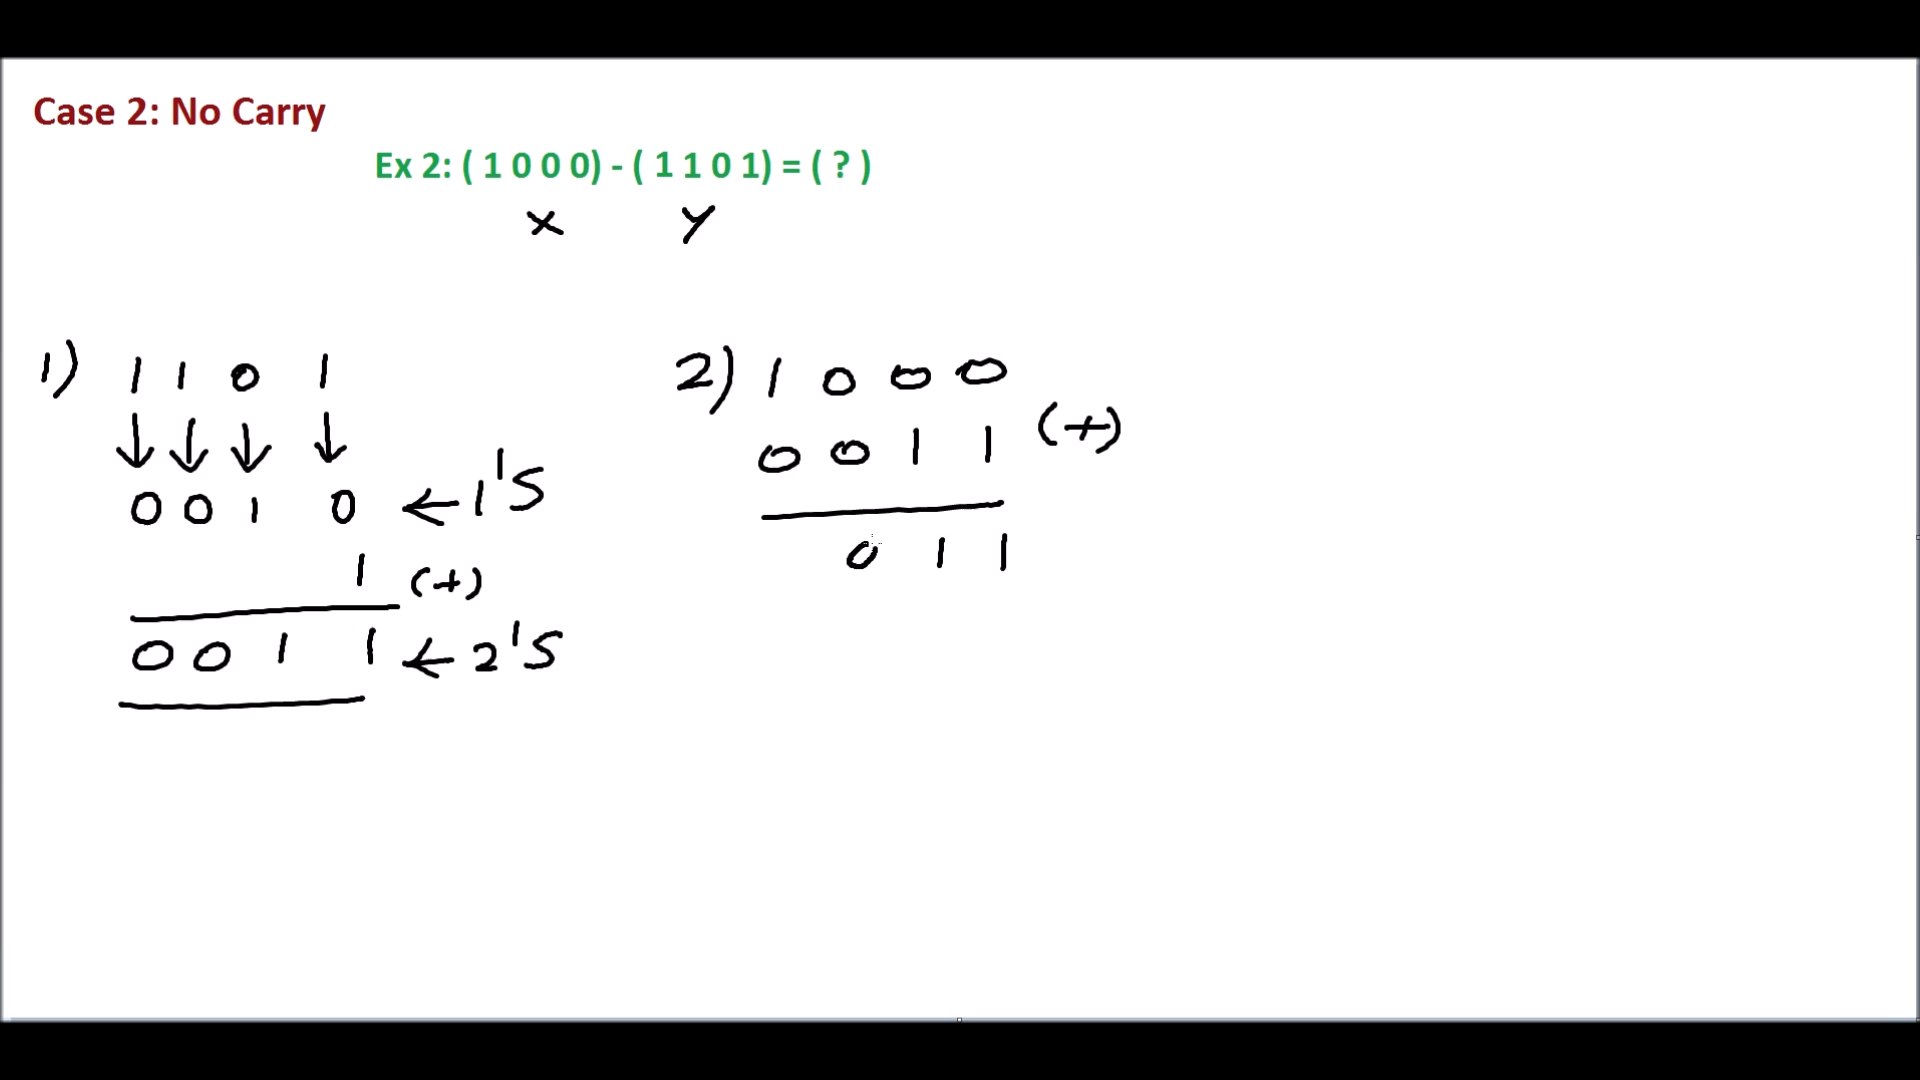 Case 2: No Carry
Ex 2: ( 1 0 0 0) - ( 1 1 0 1) = ( ? )
x y
1) 1 1 0 1
0 0 1 0 ← 1's
1 (+)
0 0 1 1 ← 2's
2) 1 0 0 0
0 0 1 1 (+)
0 1 1